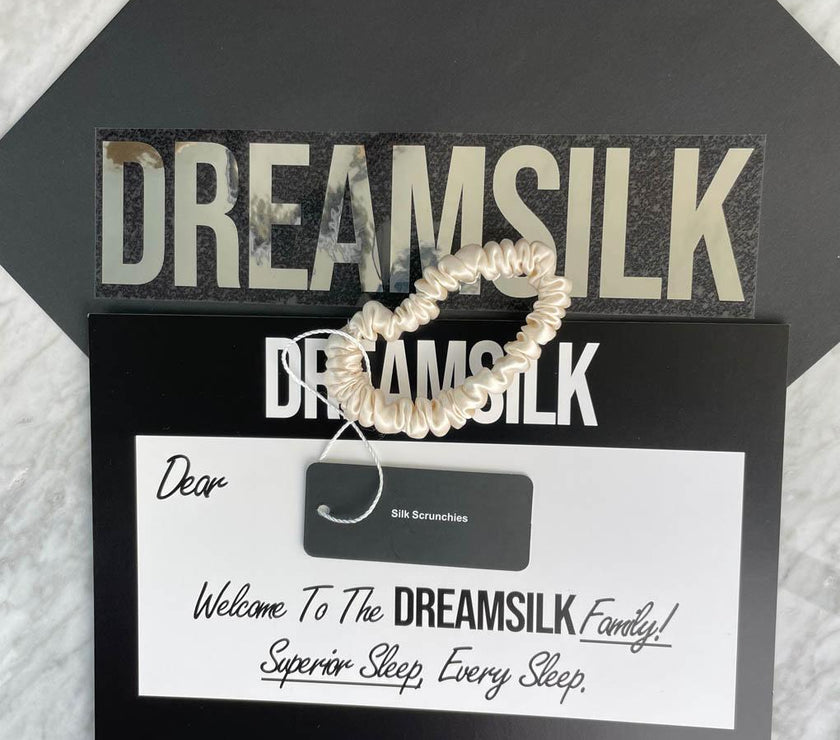 DREAMSILK
DREAMSILK
Dear
Silk Scrunchies
Welcome To The DREAMSILK Family!
Superior Sleep, Every Sleep.